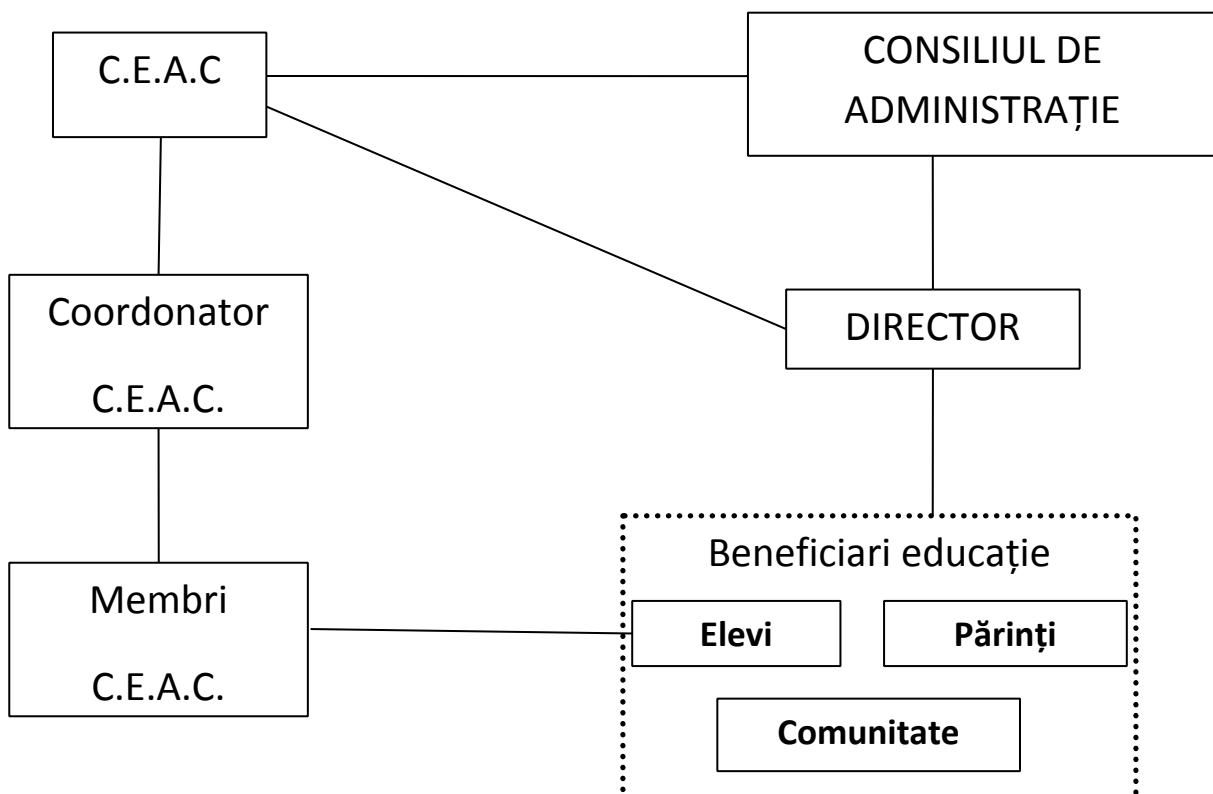 C.E.A.C
CONSILIUL DE
ADMINISTRAȚIE
Coordonator
C.E.A.C.
DIRECTOR
Membri
C.E.A.C.
Beneficiari educație
Elevi
Părinți
Comunitate